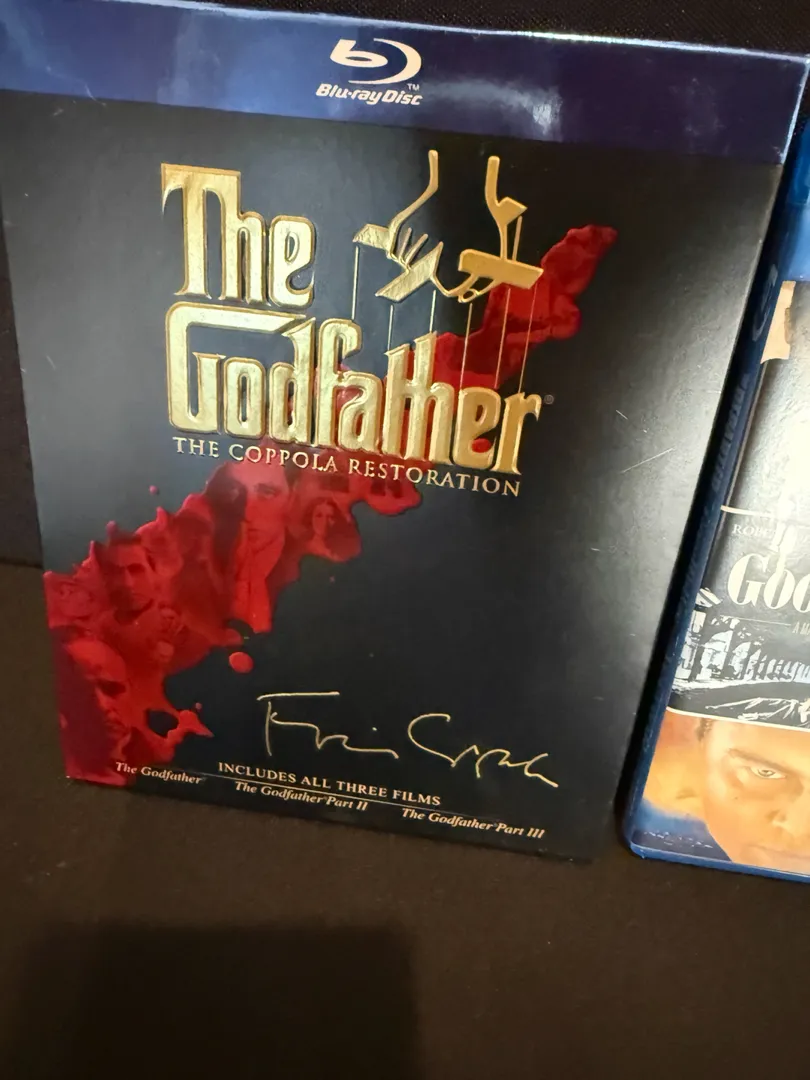 Blu-ray Disc™
The
Godfather®
THE COPPOLA RESTORATION
INCLUDES ALL THREE FILMS
The Godfather
The Godfather Part II
The Godfather Part III